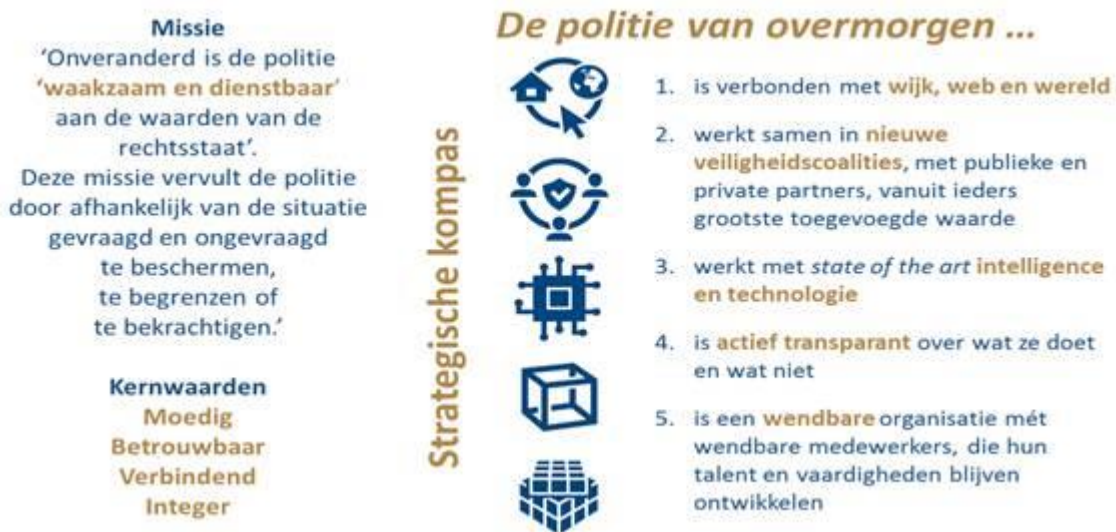 Missie
‘Onveranderd is de politie
‘waakzaam en dienstbaar’
aan de waarden van de
rechtsstaat’.
Deze missie vervult de politie
door afhankelijk van de situatie
gevraagd en ongevraagd
te beschermen,
te begrenzen of
te bekrachtigen.’
Kernwaarden
Moedig
Betrouwbaar
Verbindend
Integer
Strategische kompas
De politie van overmorgen ...
1. is verbonden met wijk, web en wereld
2. werkt samen in nieuwe
veiligheidscoalities, met publieke en
private partners, vanuit ieders
grootste toegevoegde waarde
3. werkt met state of the art intelligence
en technologie
4. is actief transparant over wat ze doet
en wat niet
5. is een wendbare organisatie mét
wendbare medewerkers, die hun
talent en vaardigheden blijven
ontwikkelen